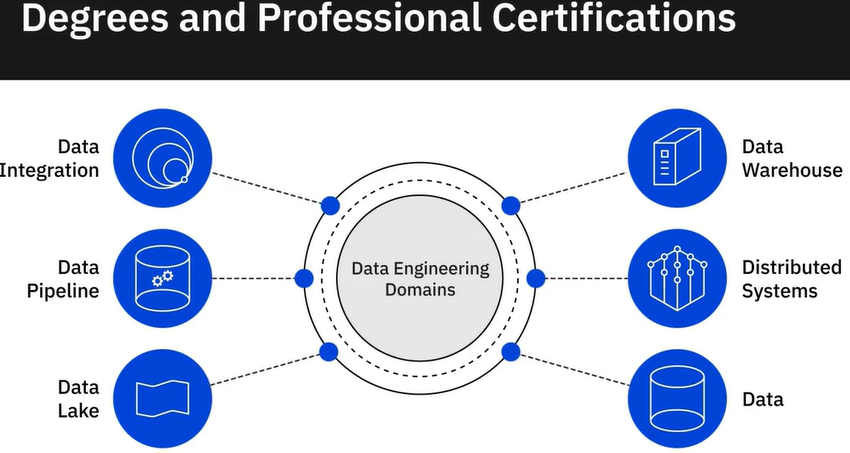 Degrees and Professional Certifications
Data
Integration
Data
Warehouse
Data Engineering
Domains
Data
Pipeline
Distributed
Systems
Data
Lake
Data